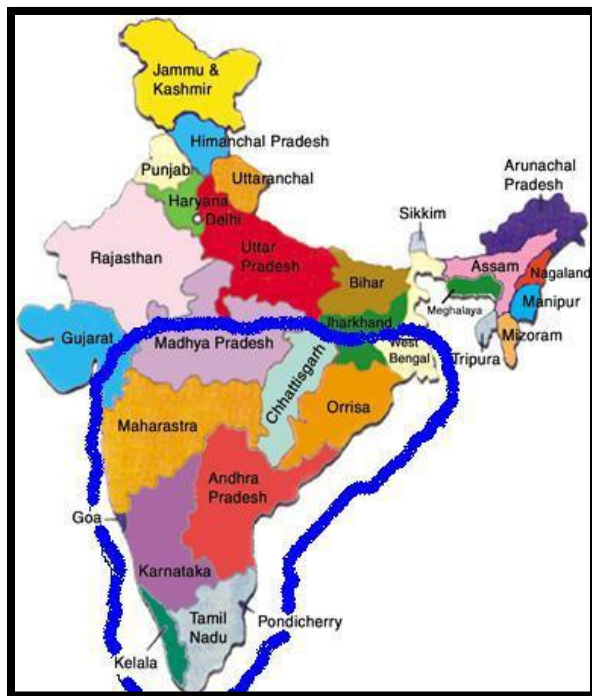 Jammu &
Kashmir
Himanchal Pradesh
Punjab
Uttaranchal
Haryana
Delhi
Arunachal
Pradesh
Sikkim
Rajasthan
Uttar
Pradesh
Bihar
Assam
Nagaland
Meghalaya
Manipur
Gujarat
Jharkhand
Madhya Pradesh
West
Bengal
Tripura
Mizoram
Chhattisgarh
Orrisa
Maharastra
Andhra
Pradesh
Goa
Karnataka
Tamil
Nadu
Pondicherry
Kelala